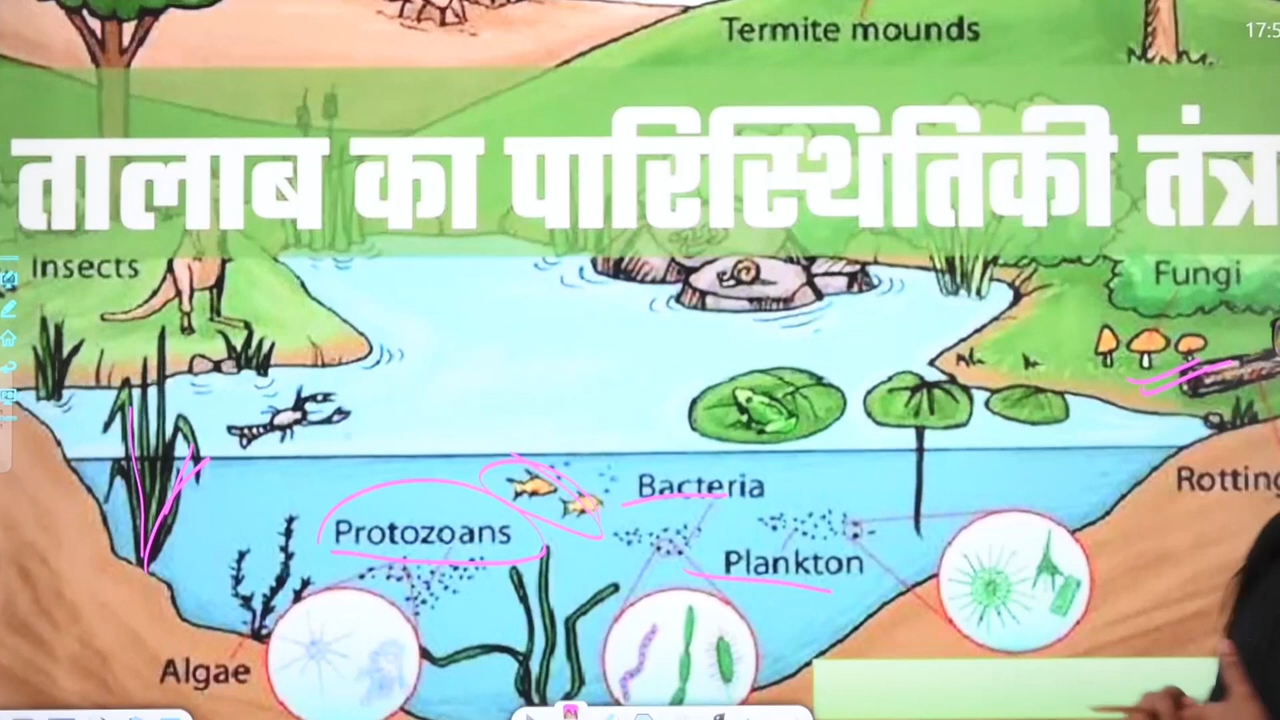 Termite mounds
17:5
तालाब का पारिस्थितिकी तंत्र
Insects
Fungi
Bacteria
Rotting
Protozoans
Plankton
Algae